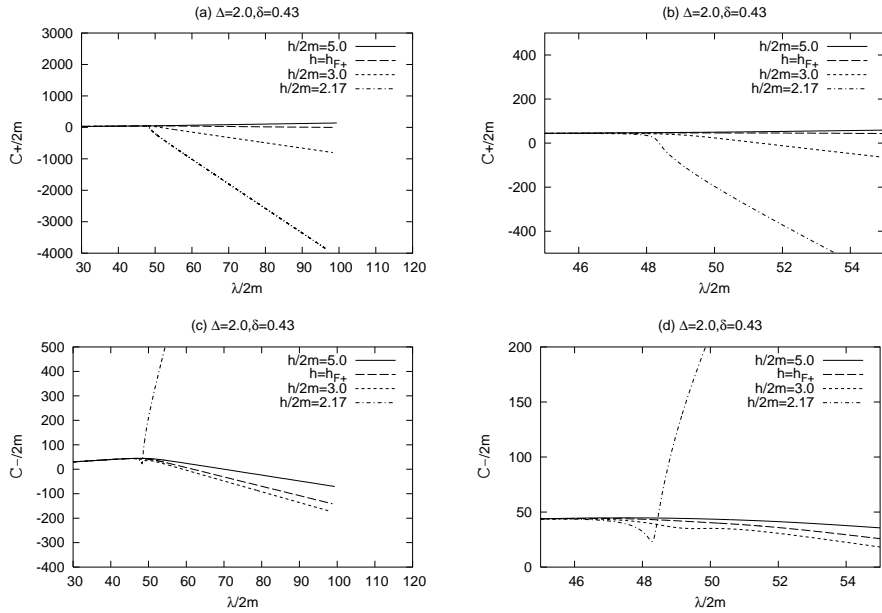 (a) Δ=2.0,δ=0.43
3000
2000
1000
0
-1000
-2000
-3000
-4000
30 40 50 60 70 80 90 100 110 120
C+/2m
λ/2m
h/2m=5.0
h=hF+
h/2m=3.0
h/2m=2.17
(b) Δ=2.0,δ=0.43
400
200
0
-200
-400
46 48 50 52 54
C+/2m
λ/2m
h/2m=5.0
h=hF+
h/2m=3.0
h/2m=2.17
(c) Δ=2.0,δ=0.43
500
400
300
200
100
0
-100
-200
-300
-400
30 40 50 60 70 80 90 100 110 120
C−/2m
λ/2m
h/2m=5.0
h=hF+
h/2m=3.0
h/2m=2.17
(d) Δ=2.0,δ=0.43
200
150
100
50
0
46 48 50 52 54
C−/2m
λ/2m
h/2m=5.0
h=hF+
h/2m=3.0
h/2m=2.17